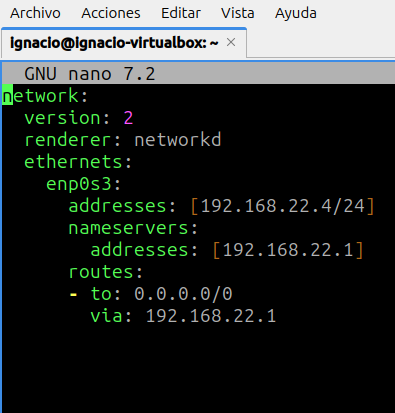 Archivo Acciones Editar Vista Ayuda
ignacio@ignacio-virtualbox: ~ ×
GNU nano 7.2
network:
  version: 2
  renderer: networkd
  ethernets:
    enp0s3:
      addresses: [192.168.22.4/24]
      nameservers:
        addresses: [192.168.22.1]
      routes:
      - to: 0.0.0.0/0
        via: 192.168.22.1